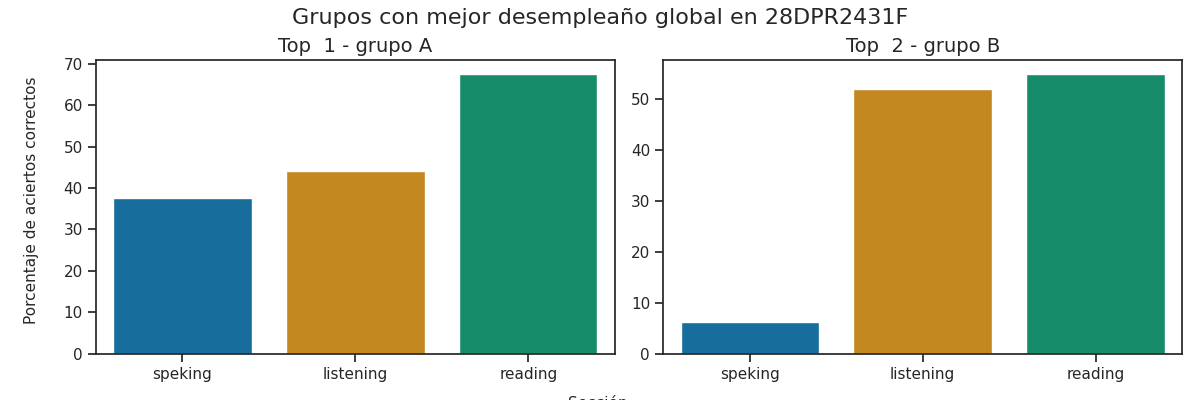 Grupos con mejor desempleaño global en 28DPR2431F
Top  1 - grupo A
Top  2 - grupo B
Porcentaje de aciertos correctos
70
60
50
40
30
20
10
0
speking
listening
reading
50
40
30
20
10
0
speking
listening
reading
Sección